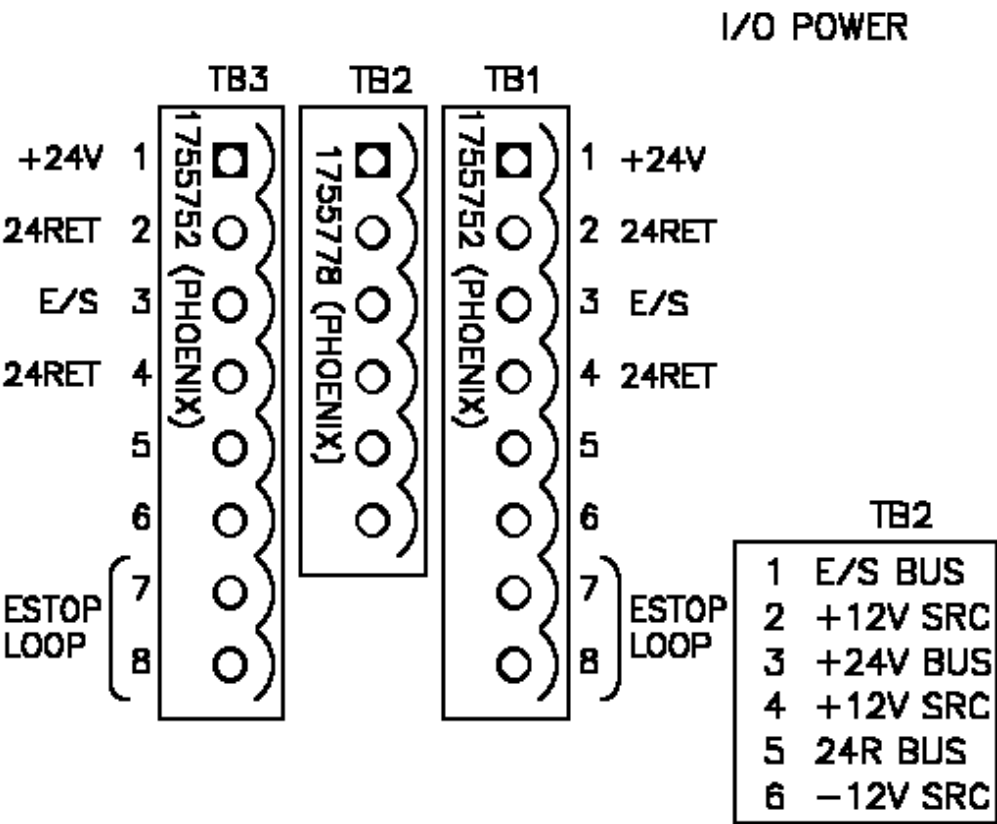 I/O POWER
TB3 TB2 TB1
1755752 (PHOENIX)
1755778 (PHOENIX)
1755752 (PHOENIX)
+24V 1
24RET 2
E/S 3
24RET 4
5
6
ESTOP LOOP 7
8
1 +24V
2 24RET
3 E/S
4 24RET
5
6
7 ESTOP
8 LOOP
TB2
1 E/S BUS
2 +12V SRC
3 +24V BUS
4 +12V SRC
5 24R BUS
6 -12V SRC